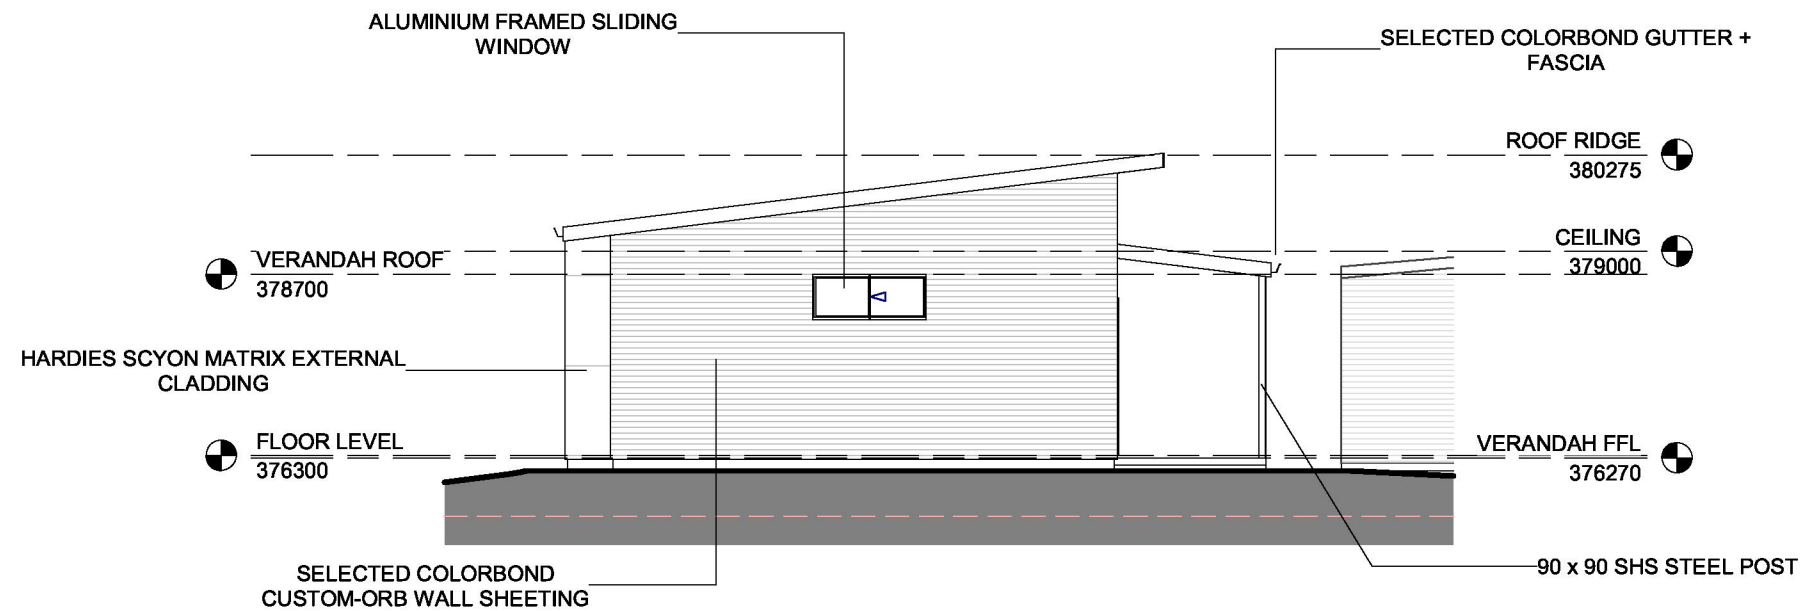 ALUMINIUM FRAMED SLIDING
WINDOW
SELECTED COLORBOND GUTTER +
FASCIA
ROOF RIDGE
380275
CEILING
379000
VERANDAH ROOF
378700
HARDIES SCYON MATRIX EXTERNAL
CLADDING
FLOOR LEVEL
376300
VERANDAH FFL
376270
SELECTED COLORBOND
CUSTOM-ORB WALL SHEETING
90 x 90 SHS STEEL POST